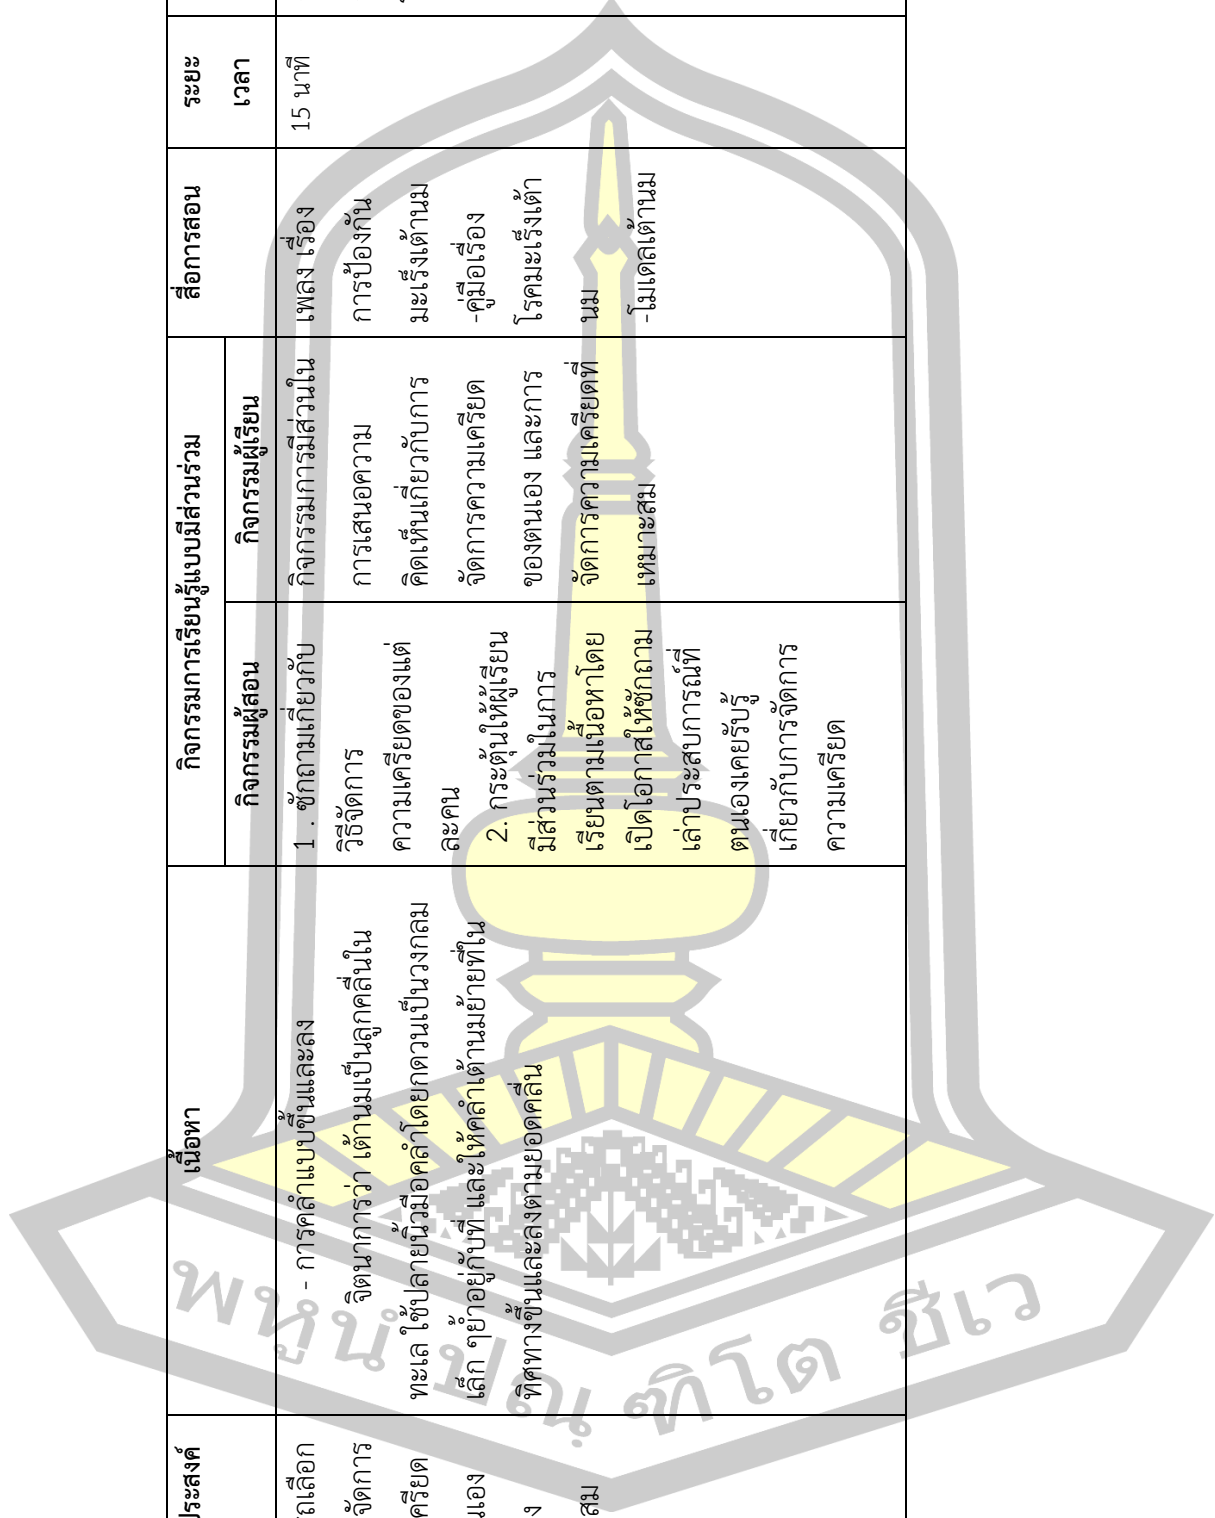 ประสงค์
ถเลือก
จัดการ
ครียด
นเอง
ง
สม
เนื้อหา
- การคลำแบบขึ้นและลง
จิตนาการว่า เต้านมเป็นลูกคลื่นใน
ทะเล ใช้ปลายนิ้วมือคลำโดยกดวนเป็นวงกลม
เล็ก ๆย้ำอยู่กับที่ และให้คลำเต้านมย้ายที่ใน
ทิศทางขึ้นและลงตามยอดคลื่น
กิจกรรมการเรียนรู้แบบมีส่วนร่วม
กิจกรรมผู้สอน
1 . ซักถามเกี่ยวกับ
วิธีจัดการ
ความเครียดของแต่
ละคน
2. กระตุ้นให้ผู้เรียน
มีส่วนร่วมในการ
เรียนตามเนื้อหาโดย
เปิดโอกาสให้ซักถาม
เล่าประสบการณ์ที่
ตนเองเคยรับรู้
เกี่ยวกับการจัดการ
ความเครียด
กิจกรรมผู้เรียน
กิจกรรมการมีส่วนใน
การเสนอความ
คิดเห็นเกี่ยวกับการ
จัดการความเครียด
ของตนเอง และการ
จัดการความเครียดที่
เหมาะสม
สื่อการสอน
เพลง เรื่อง
การป้องกัน
มะเร็งเต้านม
-คู่มือเรื่อง
โรคมะเร็งเต้า
นม
-โมเดลเต้านม
ระยะ
เวลา
15 นาที
พหูนํ ปณฺฑิโต ชีเว